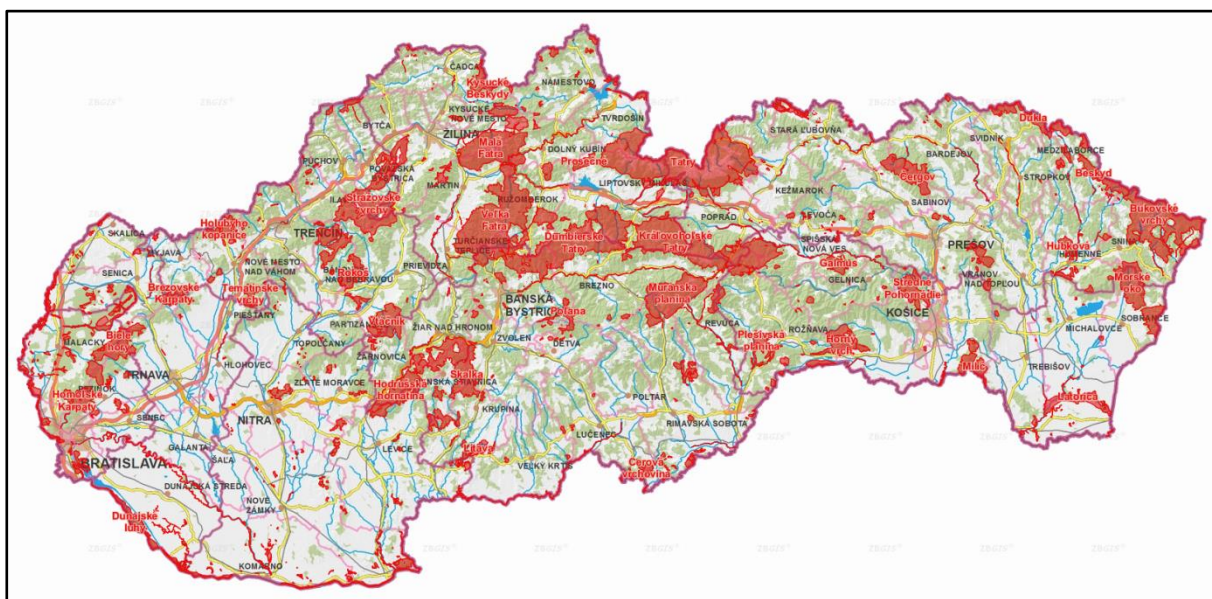 ČADCA
Kysucké
Beskydy
NÁMESTOVO
KYSUCKÉ
NOVÉ MESTO
TVRDOŠÍN
BYTČA
ŽILINA
Malá
Fatra
DOLNÝ KUBÍN
Prosečné
Tatry
STARÁ ĽUBOVŇA
BARDEJOV
SVIDNÍK
Dukla
MEDZILABORCE
STROPKOV
Beskyd
PÚCHOV
POVAŽSKÁ
BYSTRICA
MARTIN
LIPTOVSKÝ MIKULÁŠ
KEŽMAROK
Čergov
SABINOV
Bukovské
vrchy
Strážovské
vrchy
RUŽOMBEROK
POPRAD
LEVOČA
SKALICA
Holubyho
kopanice
TRENČÍN
Veľká
Fatra
TURČIANSKE
TEPLICE
Ďumbierske
Tatry
Kráľovohoľské
Tatry
SPIŠSKÁ
NOVÁ VES
PREŠOV
Hubková
HUMENNÉ
SNINA
MYJAVA
SENICA
NOVÉ MESTO
NAD VÁHOM
Rokoš
NAD BEBRAVOU
PRIEVIDZA
Galmus
GELNICA
VRANOV
NAD TOPĽOU
Morské
oko
Brezovské
Karpaty
Tematínske
vrchy
PIEŠŤANY
BANSKÁ
BYSTRICA
BREZNO
Muránska
planina
Stredné
Pohornádie
KOŠICE
SOBRANCE
MALACKY
Biele
hory
TOPOĽČANY
Vtáčnik
ŽIAR NAD HRONOM
Poľana
DETVA
ZVOLEN
REVÚCA
ROŽŇAVA
MICHALOVCE
HLOHOVEC
ŽARNOVICA
Plešivská
planina
Horný
vrch
Milič
TREBIŠOV
PEZINOK
TRNAVA
ZLATÉ MORAVCE
Hodrušská
hornatina
Skalka
POLTÁR
Homoľské
Karpaty
SENEC
NITRA
KRUPINA
RIMAVSKÁ SOBOTA
Latorica
BRATISLAVA
GALANTA
ŠAĽA
LEVICE
Litava
LUČENEC
VEĽKÝ KRTÍŠ
Cerová
vrchovina
DUNAJSKÁ STREDA
NOVÉ
ZÁMKY
Dunajské
luhy
KOMÁRNO